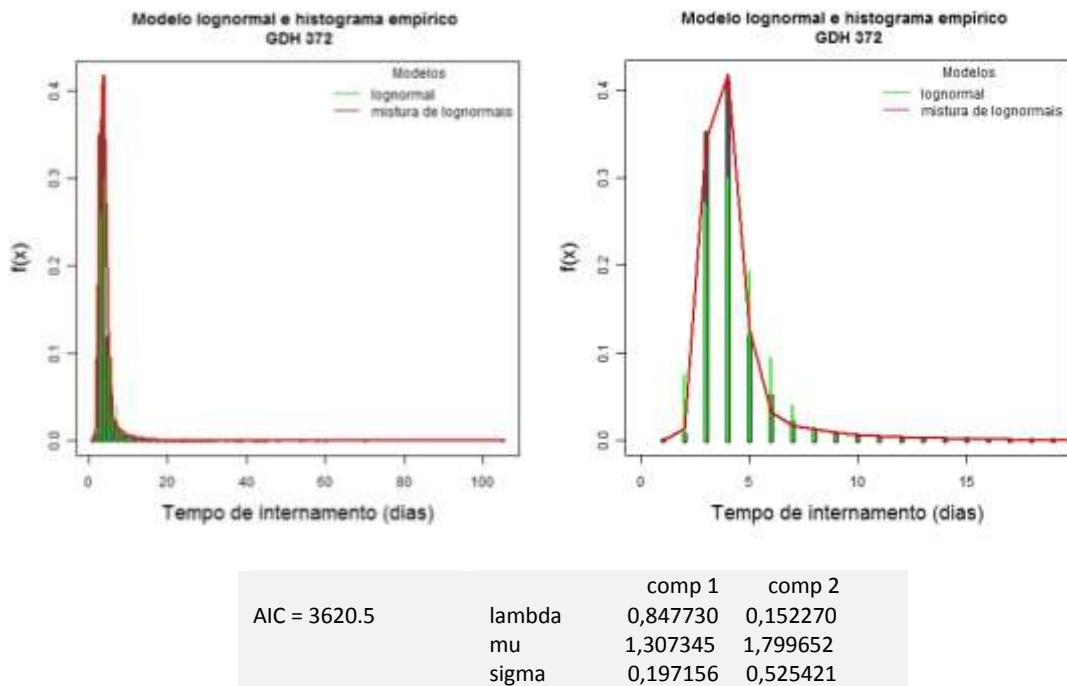 Modelo lognormal e histograma empírico
GDH 372
Modelos
lognormal
mistura de lognormais
f(x)
0.0
0.1
0.2
0.3
0.4
0
20
40
60
80
100
Tempo de internamento (dias)
Modelo lognormal e histograma empírico
GDH 372
Modelos
lognormal
mistura de lognormais
f(x)
0.0
0.1
0.2
0.3
0.4
0
5
10
15
Tempo de internamento (dias)
comp 1 comp 2
AIC = 3620.5 lambda 0,847730 0,152270
mu 1,307345 1,799652
sigma 0,197156 0,525421